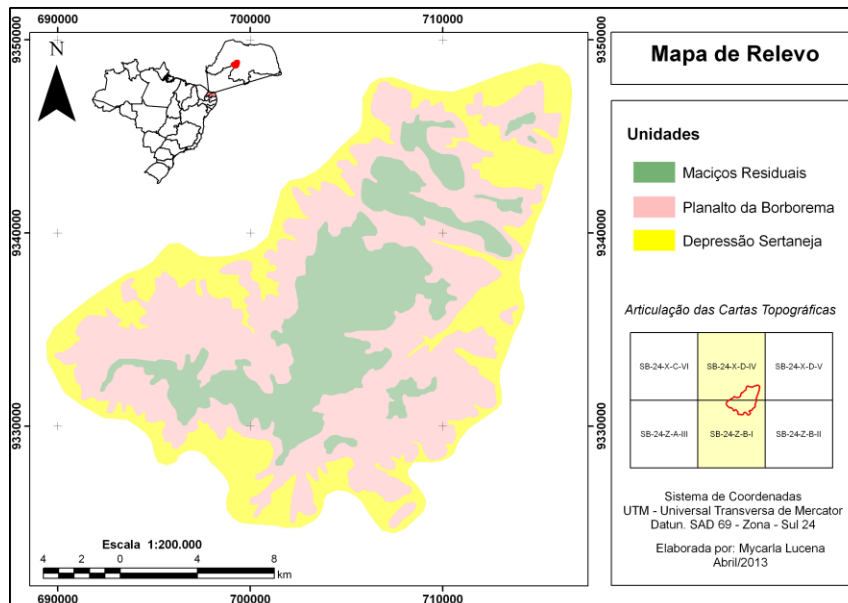 690000 700000 710000
9350000 9350000
N
9340000 9340000
9330000 9330000
Escala 1:200.000
4 2 0 4 8
km
690000 700000 710000
Mapa de Relevo
Unidades
Maciços Residuais
Planalto da Borborema
Depressão Sertaneja
Articulação das Cartas Topográficas
SB-24-X-C-VI SB-24-X-D-IV SB-24-X-D-V
SB-24-Z-A-III SB-24-Z-B-I SB-24-Z-B-II
Sistema de Coordenadas
UTM - Universal Transversa de Mercator
Datun. SAD 69 - Zona - Sul 24
Elaborada por: Mycarla Lucena
Abril/2013